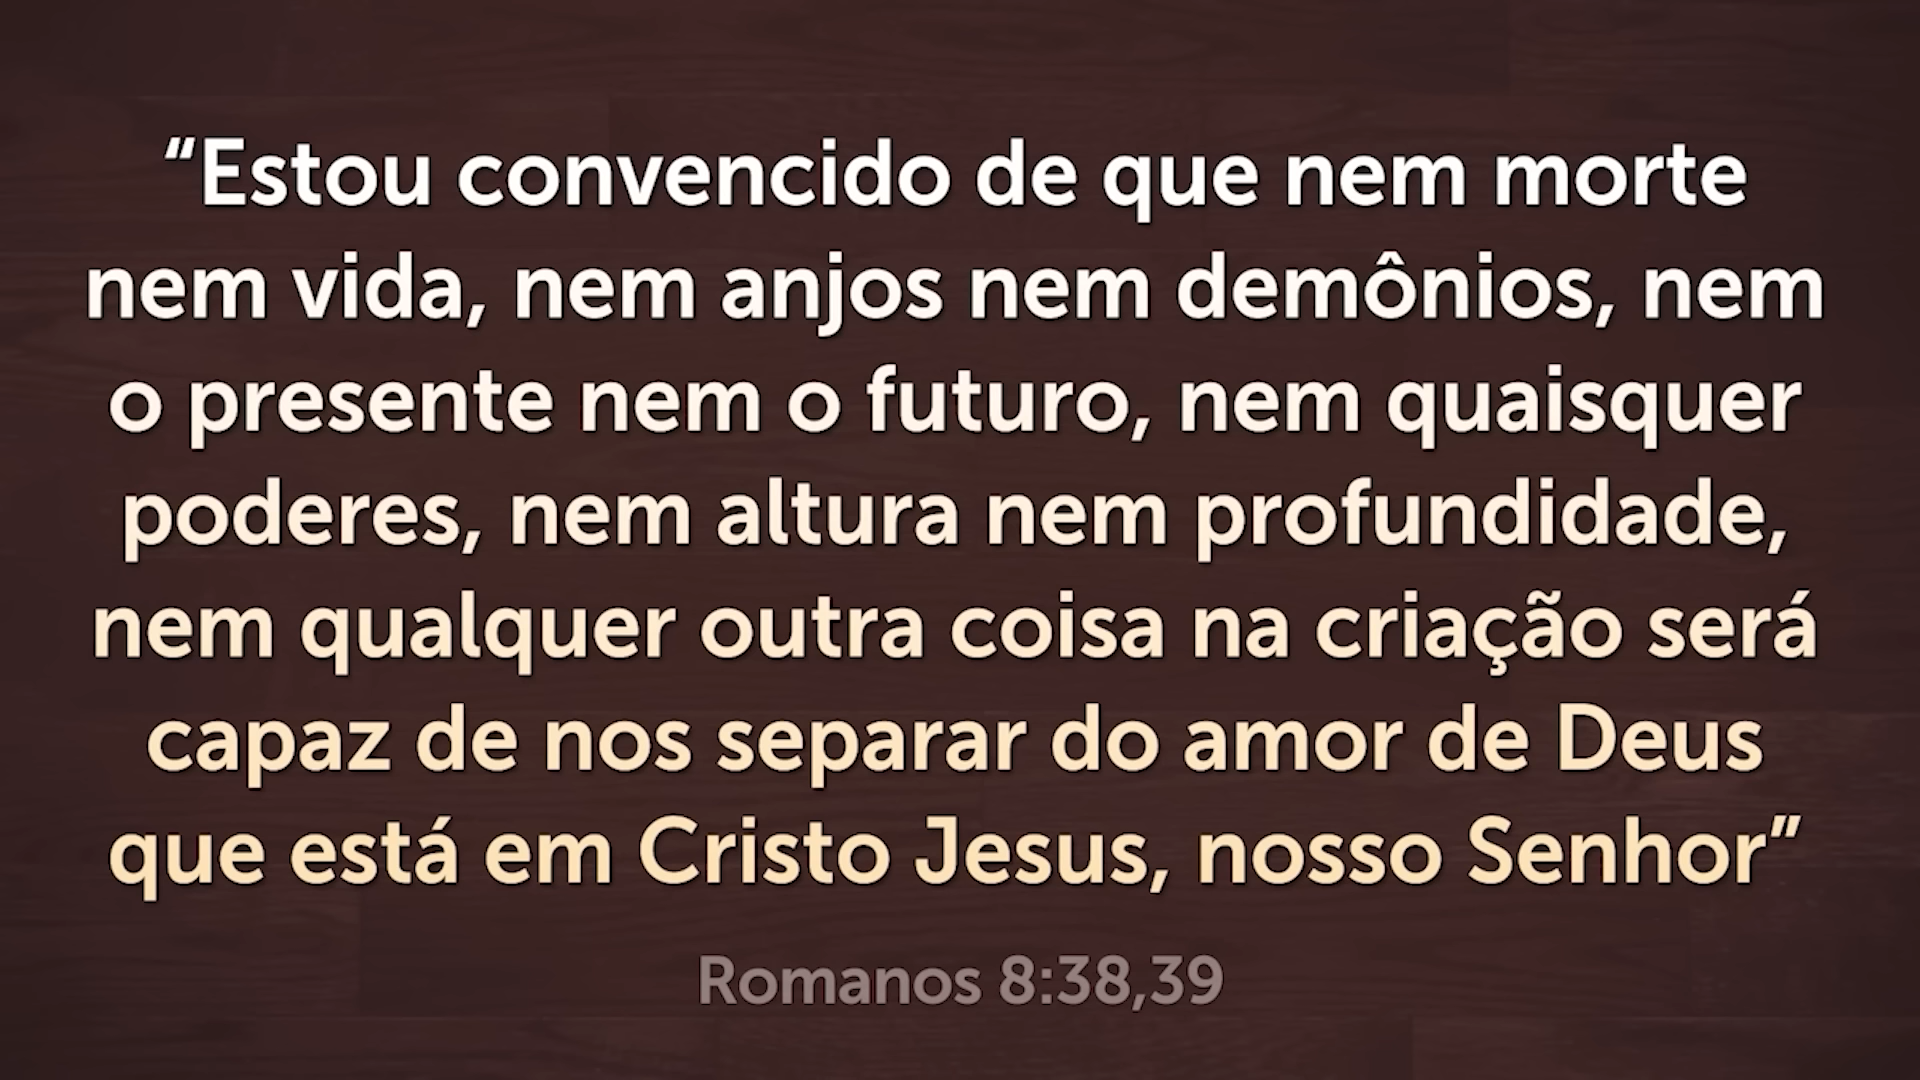 “Estou convencido de que nem morte
nem vida, nem anjos nem demônios, nem
o presente nem o futuro, nem quaisquer
poderes, nem altura nem profundidade,
nem qualquer outra coisa na criação será
capaz de nos separar do amor de Deus
que está em Cristo Jesus, nosso Senhor”
Romanos 8:38,39